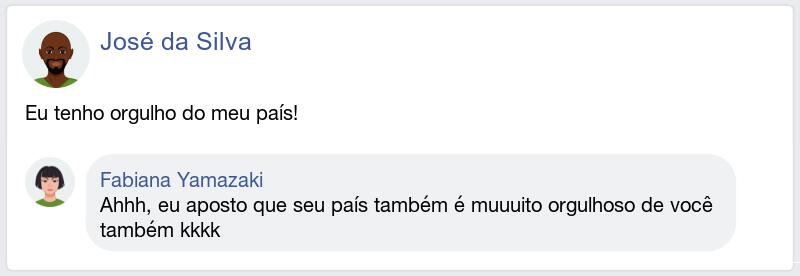 José da Silva
Eu tenho orgulho do meu país!
Fabiana Yamazaki
Ahhh, eu aposto que seu país também é muuuito orgulhoso de você
também kkkk